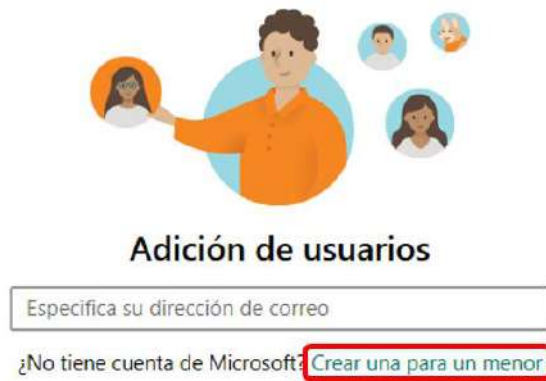 Adición de usuarios
Especifica su dirección de correo
¿No tiene cuenta de Microsoft? Crear una para un menor